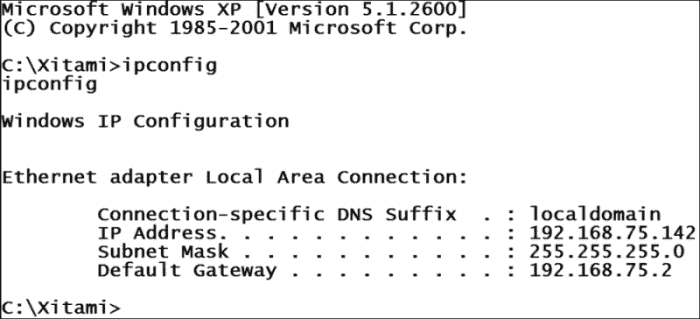 Microsoft Windows XP [Version 5.1.2600]
(C) Copyright 1985-2001 Microsoft Corp.
C:\Xitami>ipconfig
ipconfig
Windows IP Configuration
Ethernet adapter Local Area Connection:
Connection-specific DNS Suffix . : localdomain
IP Address. . . . . . . . . . . . : 192.168.75.142
Subnet Mask . . . . . . . . . . . : 255.255.255.0
Default Gateway . . . . . . . . . : 192.168.75.2
C:\Xitami>